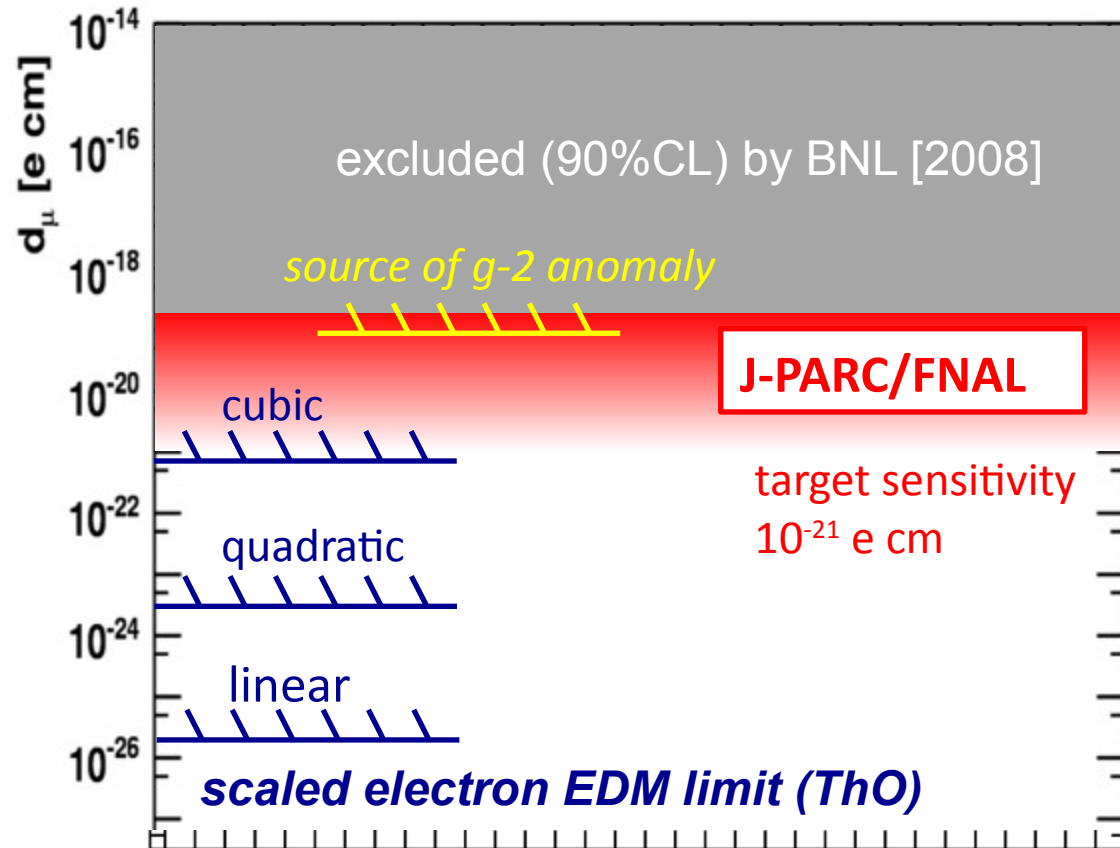 10⁻¹⁴
d_μ [e cm]
10⁻¹⁶
excluded (90%CL) by BNL [2008]
10⁻¹⁸
source of g-2 anomaly
J-PARC/FNAL
10⁻²⁰
cubic
target sensitivity
10⁻²¹ e cm
10⁻²²
quadratic
10⁻²⁴
linear
10⁻²⁶
scaled electron EDM limit (ThO)